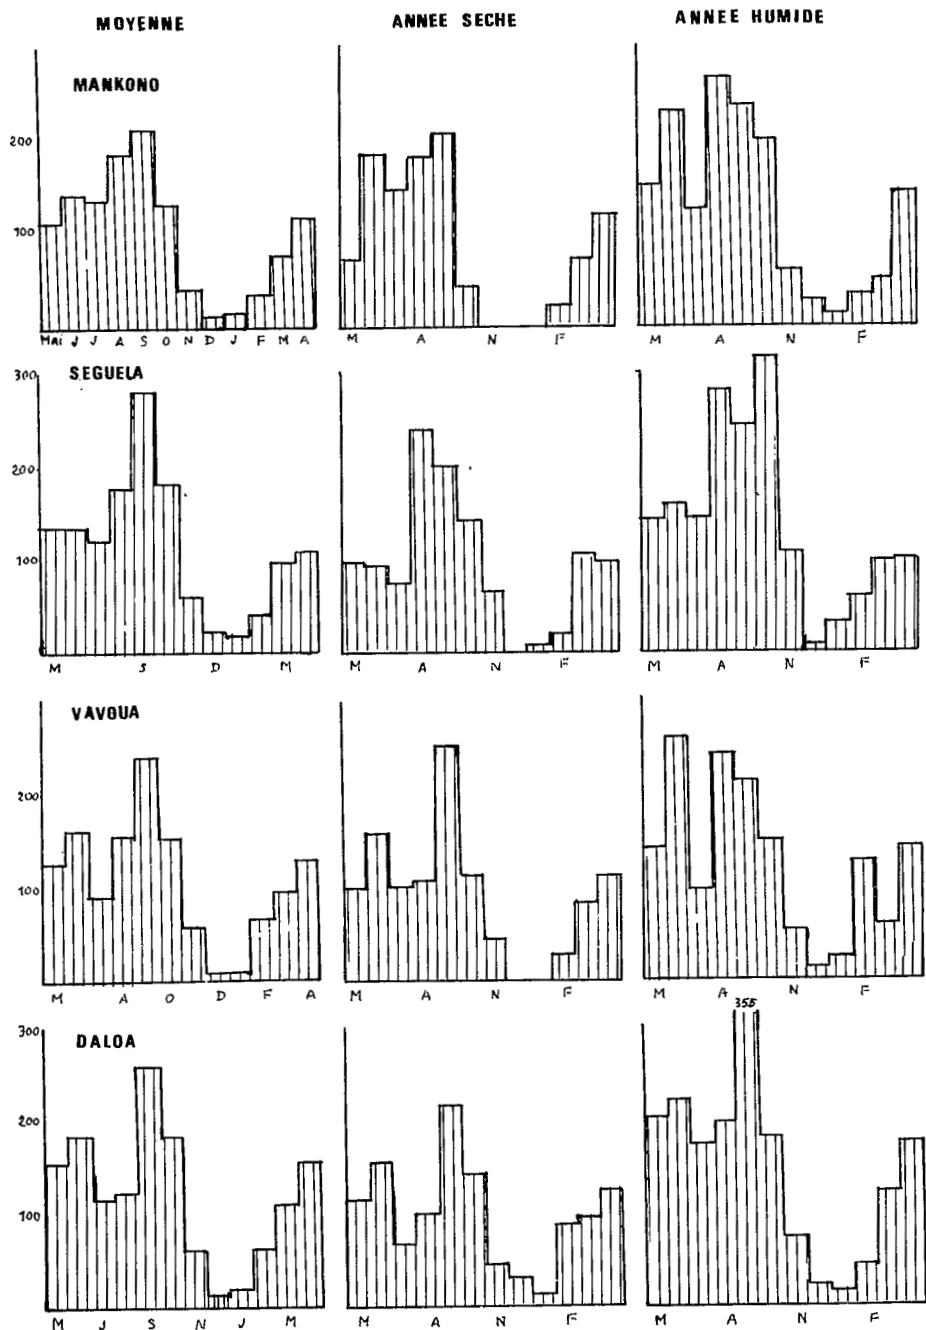 MOYENNE ANNEE SECHE ANNEE HUMIDE
MANKONO
200
100
Mai J J A S O N D J F M A
M A N F
M A N F
SEGUELA
300
200
100
M S D M
M A N F
M A N F
VAVOUA
200
100
M A O D F A
M A N F
M A N F
355
DALOA
300
200
100
M J S N J M
M A N F
M A N F